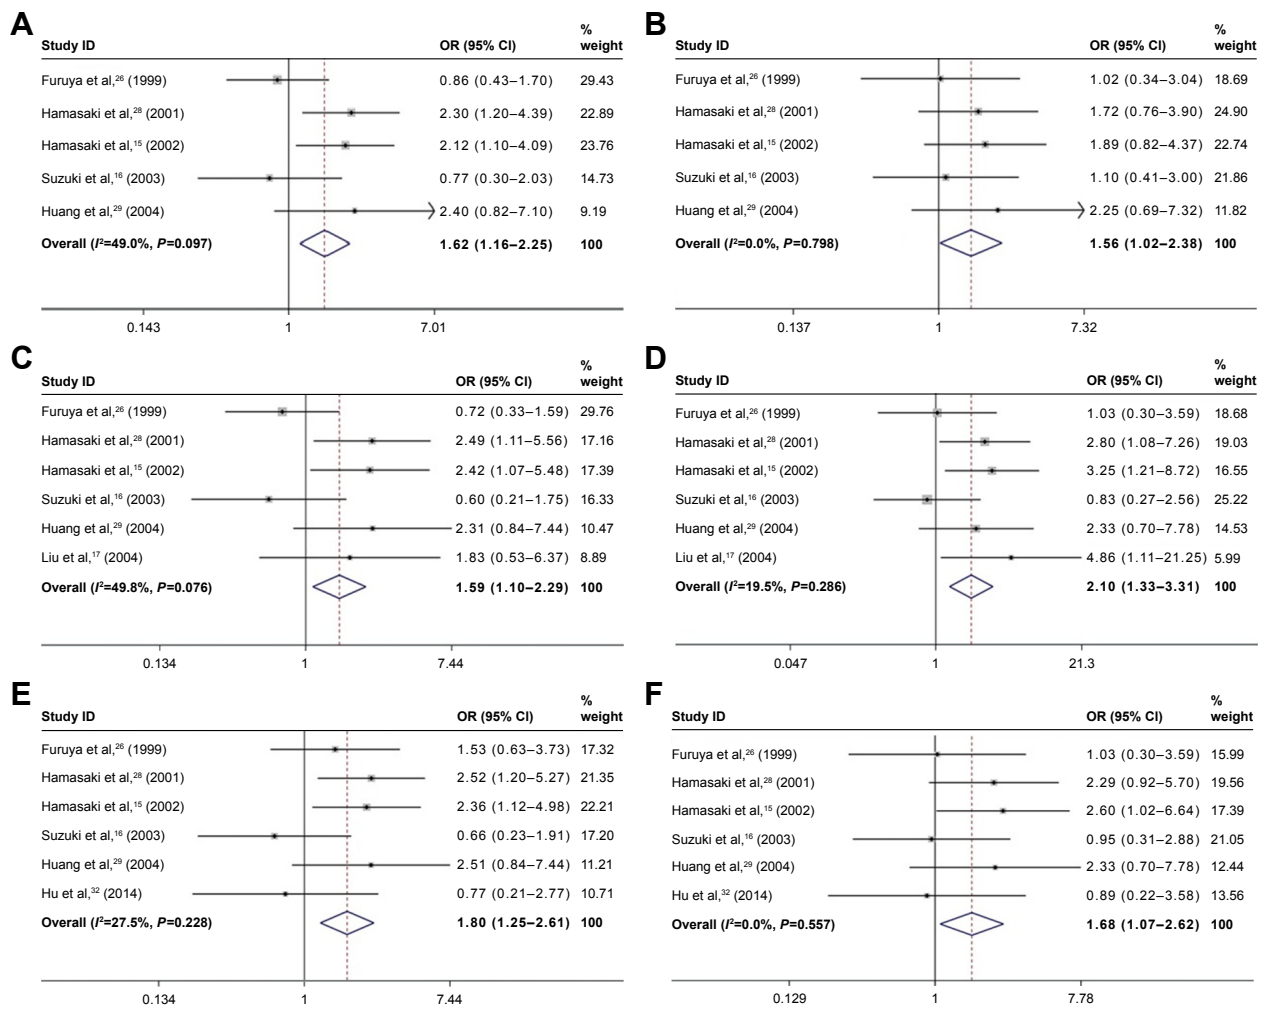 A
Study ID OR (95% CI) % weight
Furuya et al,26 (1999) 0.86 (0.43–1.70) 29.43
Hamasaki et al,28 (2001) 2.30 (1.20–4.39) 22.89
Hamasaki et al,15 (2002) 2.12 (1.10–4.09) 23.76
Suzuki et al,16 (2003) 0.77 (0.30–2.03) 14.73
Huang et al,29 (2004) 2.40 (0.82–7.10) 9.19
Overall (I2=49.0%, P=0.097) 1.62 (1.16–2.25) 100
0.143 1 7.01
B
Study ID OR (95% CI) % weight
Furuya et al,26 (1999) 1.02 (0.34–3.04) 18.69
Hamasaki et al,28 (2001) 1.72 (0.76–3.90) 24.90
Hamasaki et al,15 (2002) 1.89 (0.82–4.37) 22.74
Suzuki et al,16 (2003) 1.10 (0.41–3.00) 21.86
Huang et al,29 (2004) 2.25 (0.69–7.32) 11.82
Overall (I2=0.0%, P=0.798) 1.56 (1.02–2.38) 100
0.137 1 7.32
C
Study ID OR (95% CI) % weight
Furuya et al,26 (1999) 0.72 (0.33–1.59) 29.76
Hamasaki et al,28 (2001) 2.49 (1.11–5.56) 17.16
Hamasaki et al,15 (2002) 2.42 (1.07–5.48) 17.39
Suzuki et al,16 (2003) 0.60 (0.21–1.75) 16.33
Huang et al,29 (2004) 2.31 (0.84–7.44) 10.47
Liu et al,17 (2004) 1.83 (0.53–6.37) 8.89
Overall (I2=49.8%, P=0.076) 1.59 (1.10–2.29) 100
0.134 1 7.44
D
Study ID OR (95% CI) % weight
Furuya et al,26 (1999) 1.03 (0.30–3.59) 18.68
Hamasaki et al,28 (2001) 2.80 (1.08–7.26) 19.03
Hamasaki et al,15 (2002) 3.25 (1.21–8.72) 16.55
Suzuki et al,16 (2003) 0.83 (0.27–2.56) 25.22
Huang et al,29 (2004) 2.33 (0.70–7.78) 14.53
Liu et al,17 (2004) 4.86 (1.11–21.25) 5.99
Overall (I2=19.5%, P=0.286) 2.10 (1.33–3.31) 100
0.047 1 21.3
E
Study ID OR (95% CI) % weight
Furuya et al,26 (1999) 1.53 (0.63–3.73) 17.32
Hamasaki et al,28 (2001) 2.52 (1.20–5.27) 21.35
Hamasaki et al,15 (2002) 2.36 (1.12–4.98) 22.21
Suzuki et al,16 (2003) 0.66 (0.23–1.91) 17.20
Huang et al,29 (2004) 2.51 (0.84–7.44) 11.21
Hu et al,32 (2014) 0.77 (0.21–2.77) 10.71
Overall (I2=27.5%, P=0.228) 1.80 (1.25–2.61) 100
0.134 1 7.44
F
Study ID OR (95% CI) % weight
Furuya et al,26 (1999) 1.03 (0.30–3.59) 15.99
Hamasaki et al,28 (2001) 2.29 (0.92–5.70) 19.56
Hamasaki et al,15 (2002) 2.60 (1.02–6.64) 17.39
Suzuki et al,16 (2003) 0.95 (0.31–2.88) 21.05
Huang et al,29 (2004) 2.33 (0.70–7.78) 12.44
Hu et al,32 (2014) 0.89 (0.22–3.58) 13.56
Overall (I2=0.0%, P=0.557) 1.68 (1.07–2.62) 100
0.129 1 7.78